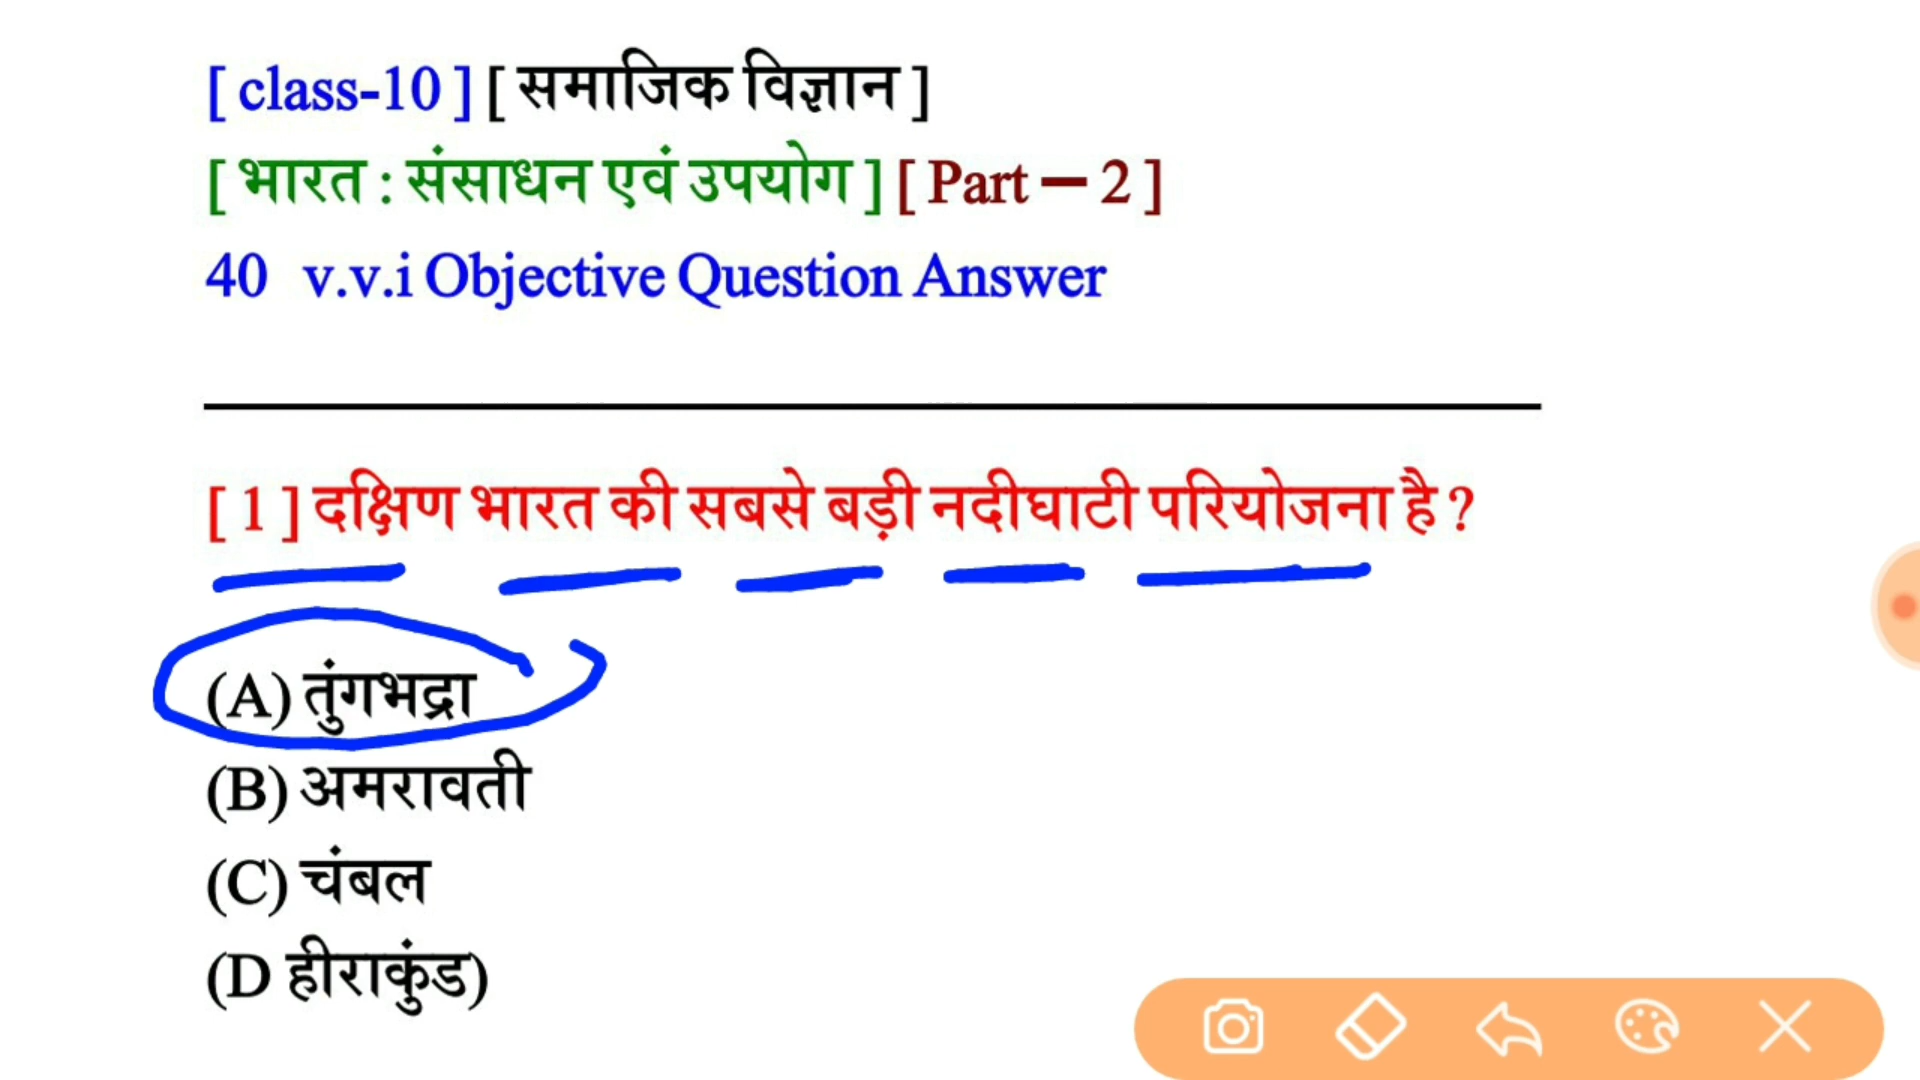 [ class-10 ] [ समाजिक विज्ञान ]
[ भारत : संसाधन एवं उपयोग ] [ Part – 2 ]
40 v.v.i Objective Question Answer
[ 1 ] दक्षिण भारत की सबसे बड़ी नदीघाटी परियोजना है ?
(A) तुंगभद्रा
(B) अमरावती
(C) चंबल
(D हीराकुंड)